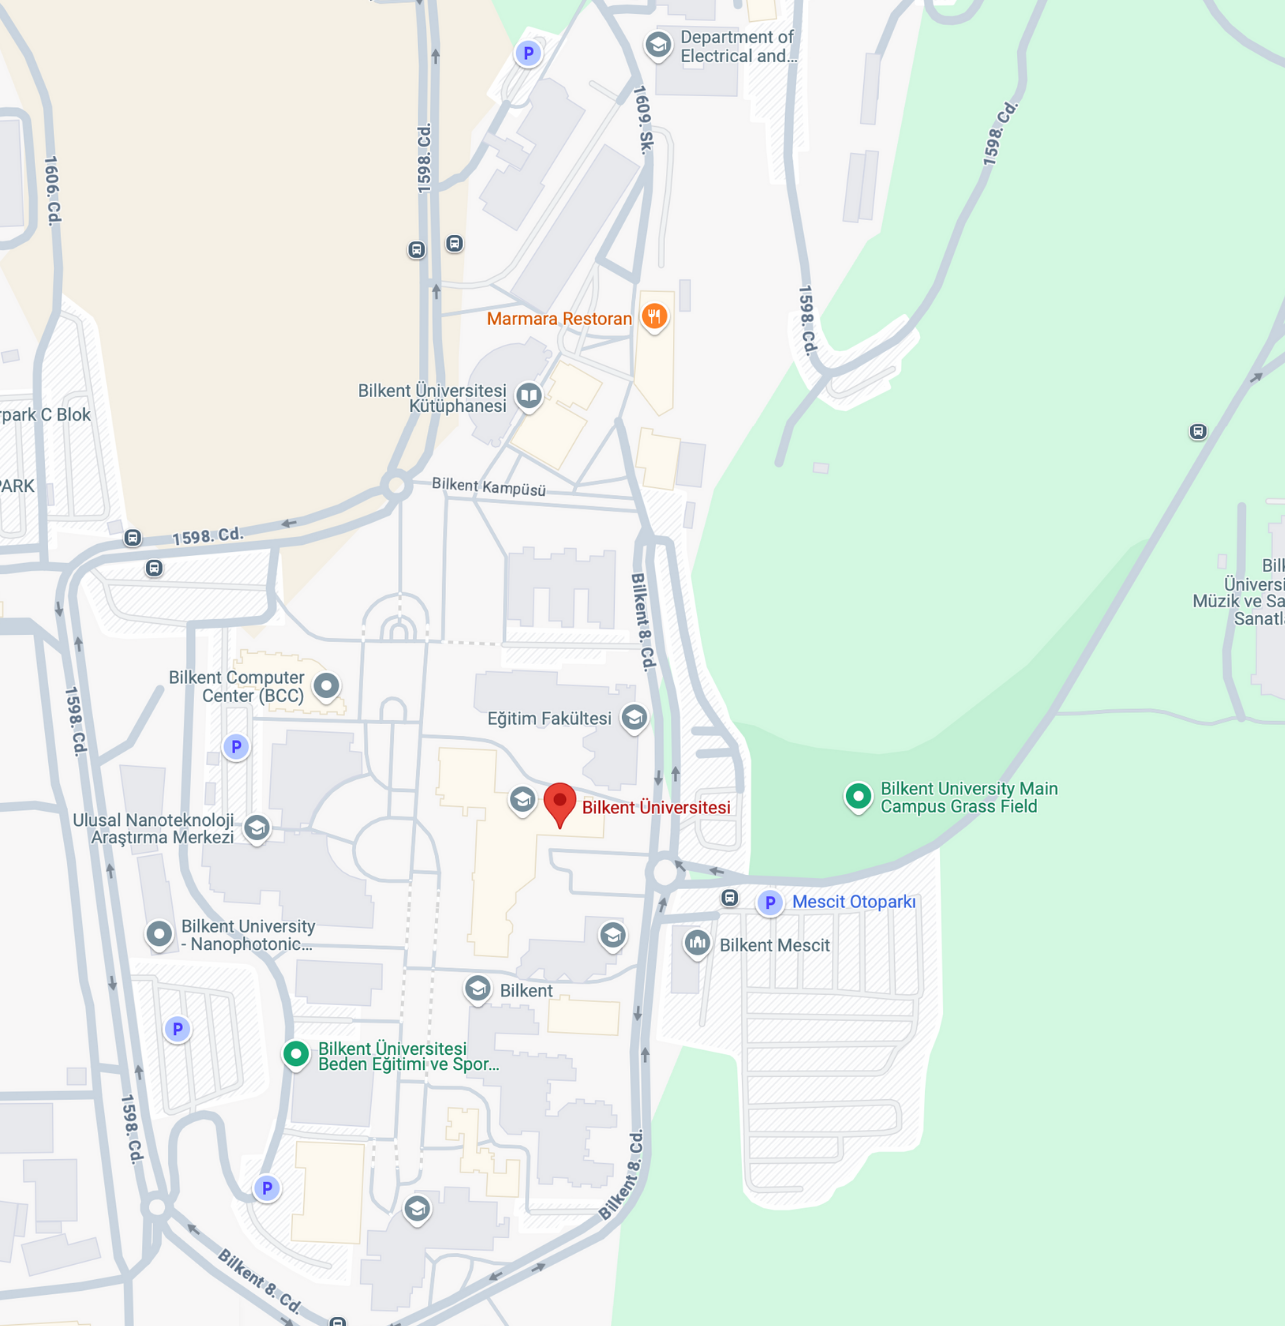 Department of
Electrical and...
P
1609. Sk.
1598. Cd.
1598. Cd.
1606. Cd.
1598. Cd.
Marmara Restoran
Bilkent Üniversitesi
Kütüphanesi
rpark C Blok
PARK
Bilkent Kampüsü
1598. Cd.
Bilkent 8. Cd.
Bilk
Üniversi
Müzik ve Sa
Sanatl
Bilkent Computer
Center (BCC)
1598. Cd.
Eğitim Fakültesi
P
Bilkent University Main
Campus Grass Field
Bilkent Üniversitesi
Ulusal Nanoteknoloji
Araştırma Merkezi
P
Mescit Otoparkı
Bilkent University
- Nanophotonic...
Bilkent Mescit
Bilkent
P
Bilkent Üniversitesi
Beden Eğitimi ve Spor...
1598. Cd.
Bilkent 8. Cd.
P
Bilkent 8. Cd.